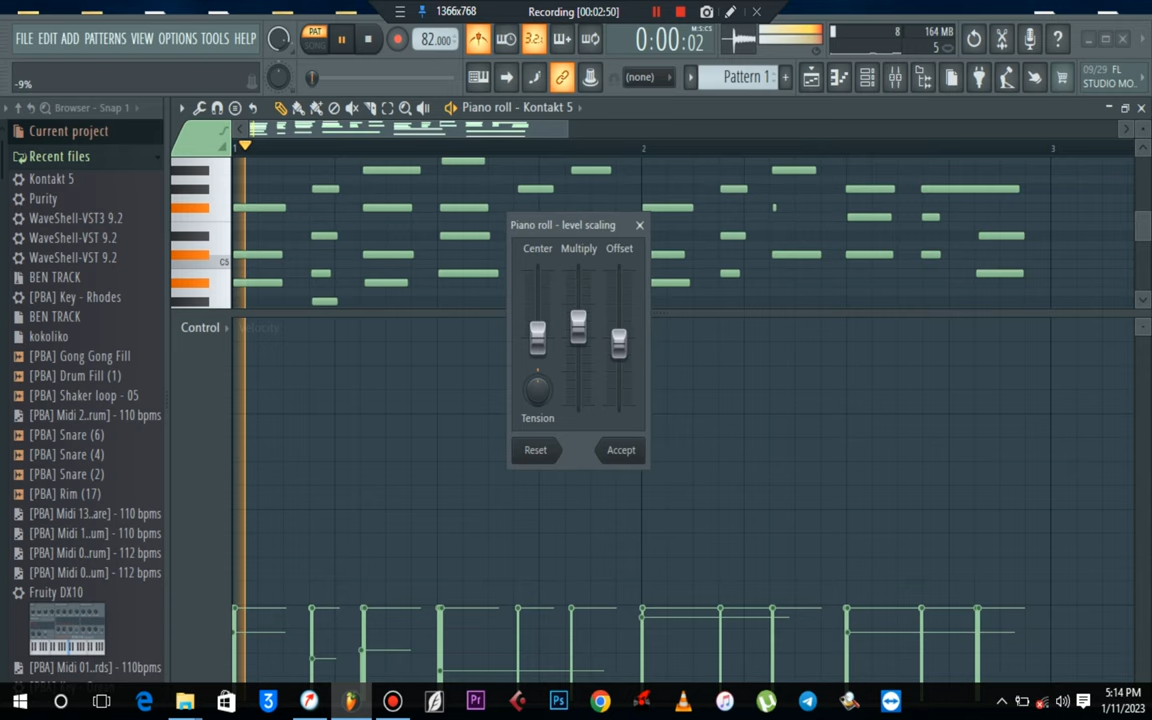 1366x768
Recording [00:02:50]
FILE EDIT ADD PATTERNS VIEW OPTIONS TOOLS HELP
PAT
SONG
82.000
3.2.
M:S:CS
0:00:02
8
164 MB
5
-9%
(none)
Pattern 1
09/29 FL
STUDIO MO..
Browser - Snap 1
Piano roll - Kontakt 5
Current project
Recent files
Kontakt 5
Purity
WaveShell-VST3 9.2
WaveShell-VST 9.2
WaveShell-VST 9.2
BEN TRACK
[PBA] Key - Rhodes
BEN TRACK
kokoliko
[PBA] Gong Gong Fill
[PBA] Drum Fill (1)
[PBA] Shaker loop - 05
[PBA] Midi 2..rum] - 110 bpms
[PBA] Snare (6)
[PBA] Snare (4)
[PBA] Snare (2)
[PBA] Rim (17)
[PBA] Midi 13..are] - 110 bpms
[PBA] Midi 1...um] - 110 bpms
[PBA] Midi 0..um] - 112 bpms
[PBA] Midi 0..um] - 112 bpms
Fruity DX10
[PBA] Midi 01..rds] - 110bpms
1
2
3
C5
Control
Velocity
Piano roll - level scaling
Center
Multiply
Offset
Tension
Reset
Accept
5:14 PM
1/11/2023